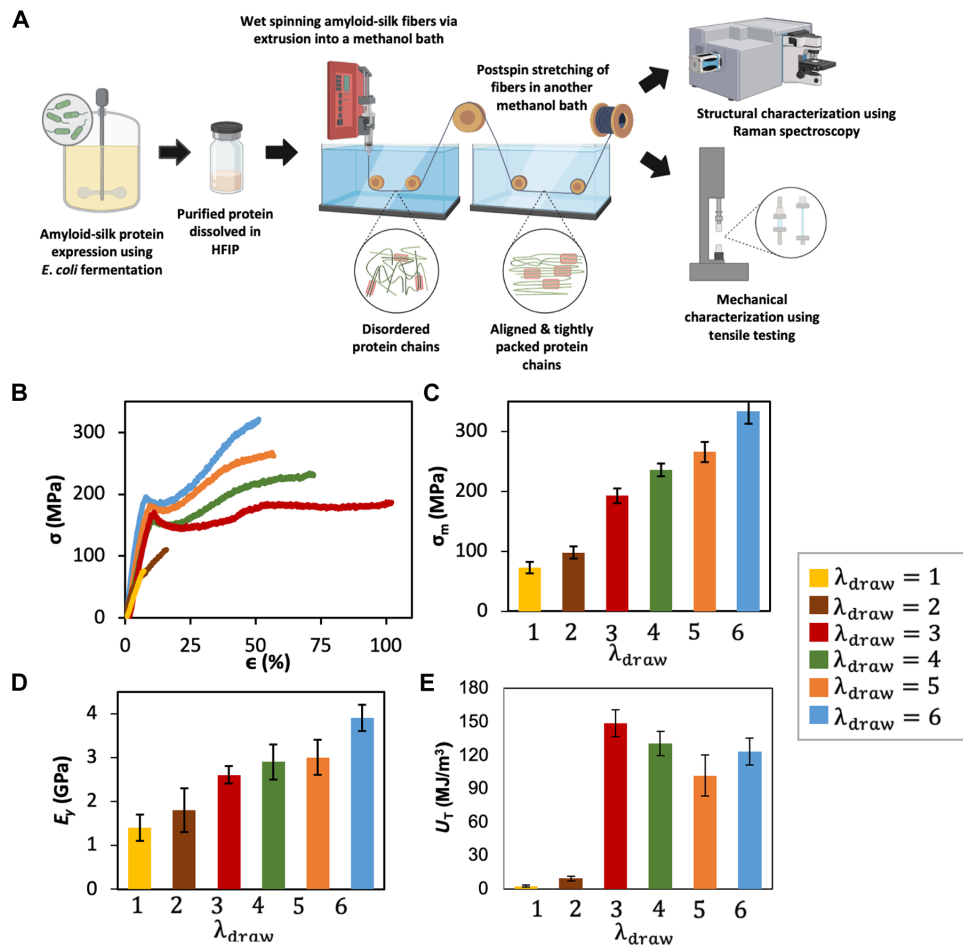 A
Wet spinning amyloid-silk fibers via
extrusion into a methanol bath
Postspin stretching of
fibers in another
methanol bath
Structural characterization using
Raman spectroscopy
Purified protein
dissolved in
HFIP
Amyloid-silk protein
expression using
E. coli fermentation
Disordered
protein chains
Aligned & tightly
packed protein
chains
Mechanical
characterization using
tensile testing
B
σ (MPa)
300
200
100
0
0 25 50 75 100
ϵ (%)
C
σm (MPa)
300
200
100
0
1 2 3 4 5 6
λdraw
λdraw = 1
λdraw = 2
λdraw = 3
λdraw = 4
λdraw = 5
λdraw = 6
D
Ey (GPa)
4
3
2
1
0
1 2 3 4 5 6
λdraw
E
UT (MJ/m³)
180
150
120
90
60
30
0
1 2 3 4 5 6
λdraw